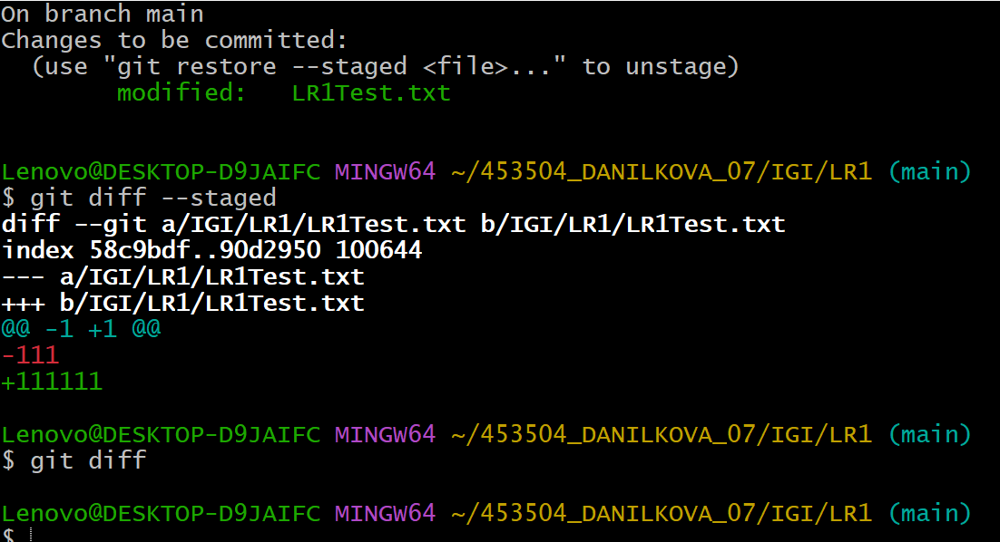 On branch main
Changes to be committed:
  (use "git restore --staged <file>..." to unstage)
        modified:   LR1Test.txt

Lenovo@DESKTOP-D9JAIFC MINGW64 ~/453504_DANILKOVA_07/IGI/LR1 (main)
$ git diff --staged
diff --git a/IGI/LR1/LR1Test.txt b/IGI/LR1/LR1Test.txt
index 58c9bdf..90d2950 100644
--- a/IGI/LR1/LR1Test.txt
+++ b/IGI/LR1/LR1Test.txt
@@ -1 +1 @@
-111
+111111

Lenovo@DESKTOP-D9JAIFC MINGW64 ~/453504_DANILKOVA_07/IGI/LR1 (main)
$ git diff

Lenovo@DESKTOP-D9JAIFC MINGW64 ~/453504_DANILKOVA_07/IGI/LR1 (main)
$